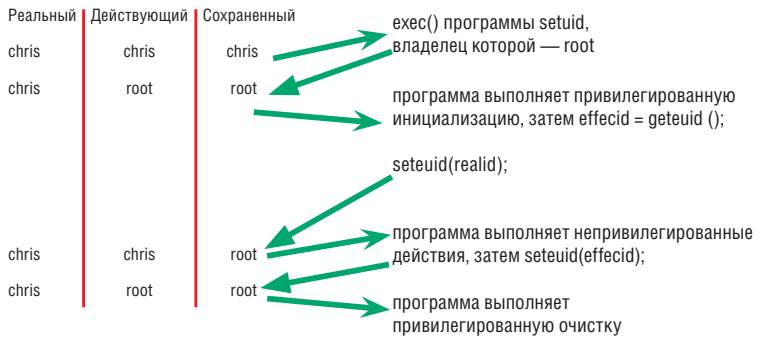 Реальный Действующий Сохраненный
chris chris chris
exec() программы setuid,
владелец которой — root
chris root root
программа выполняет привилегированную
инициализацию, затем effecid = geteuid ();
seteuid(realid);
chris chris root
программа выполняет непривилегированные
действия, затем seteuid(effecid);
chris root root
программа выполняет
привилегированную очистку